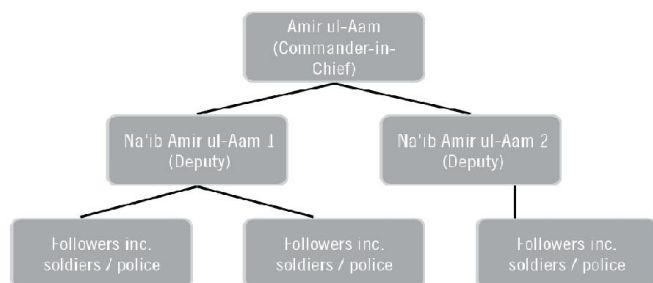 Amir ul-Aam
(Commander-in-
Chief)
Na'ib Amir ul-Aam 1
(Deputy)
Na'ib Amir ul-Aam 2
(Deputy)
Followers inc.
soldiers / police
Followers inc.
soldiers / police
Followers inc.
soldiers / police